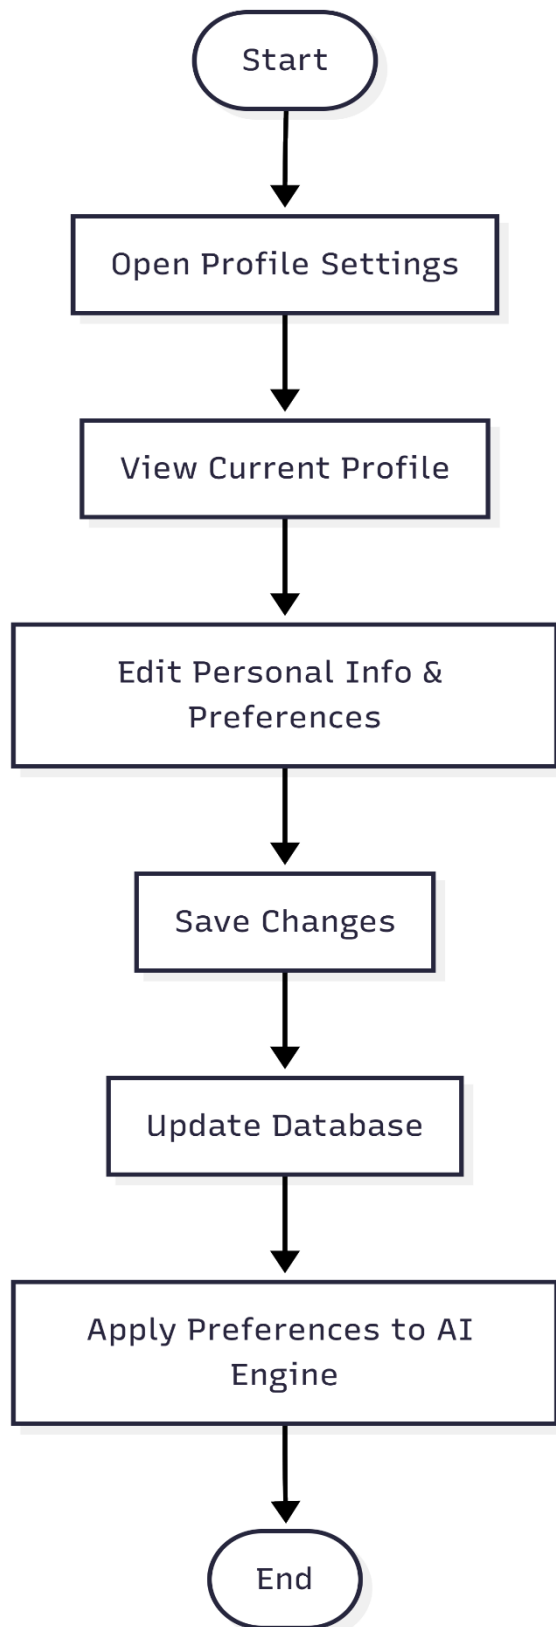 Start
Open Profile Settings
View Current Profile
Edit Personal Info &
Preferences
Save Changes
Update Database
Apply Preferences to AI
Engine
End